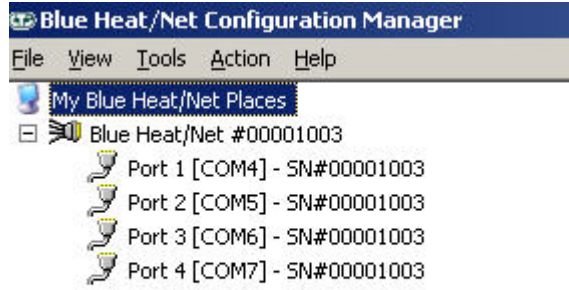 Blue Heat/Net Configuration Manager
File View Tools Action Help
My Blue Heat/Net Places
Blue Heat/Net #00001003
Port 1 [COM4] - SN#00001003
Port 2 [COM5] - SN#00001003
Port 3 [COM6] - SN#00001003
Port 4 [COM7] - SN#00001003